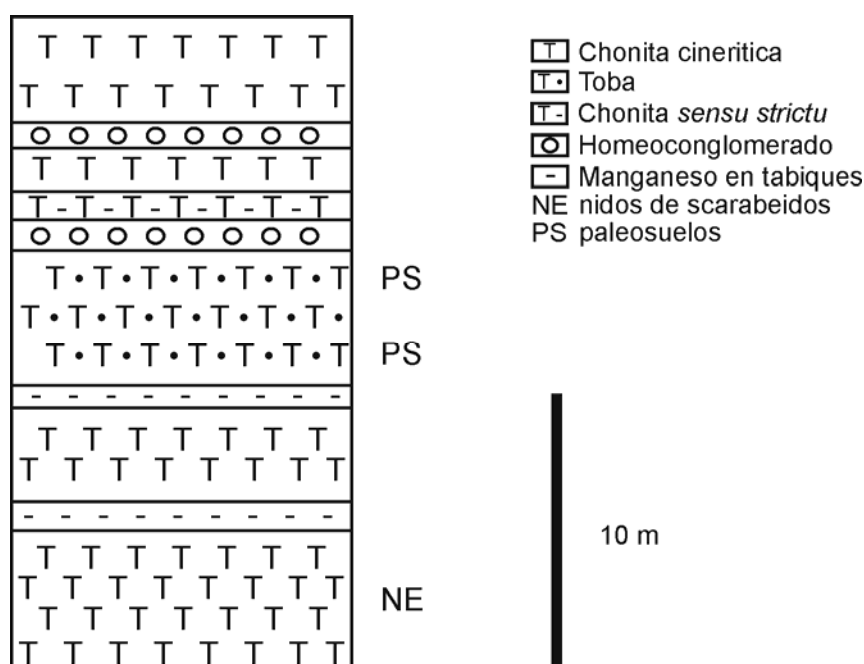 T T T T T T T
T T T T T T T T
T T T T T T T
T-T-T-T-T-T-T
T•T•T•T•T•T•T PS
T•T•T•T•T•T•T•
T•T•T•T•T•T•T PS
- - - - - - - - -
T T T T T T T
T T T T T T T T
- - - - - - - - -
T T T T T T T
T T T T T T T T
T T T T T T T
T T T T T T T T
NE
T Chonita cineritica
T• Toba
T- Chonita sensu strictu
Homeoconglomerado
- Manganeso en tabiques
NE nidos de scarabeidos
PS paleosuelos
10 m